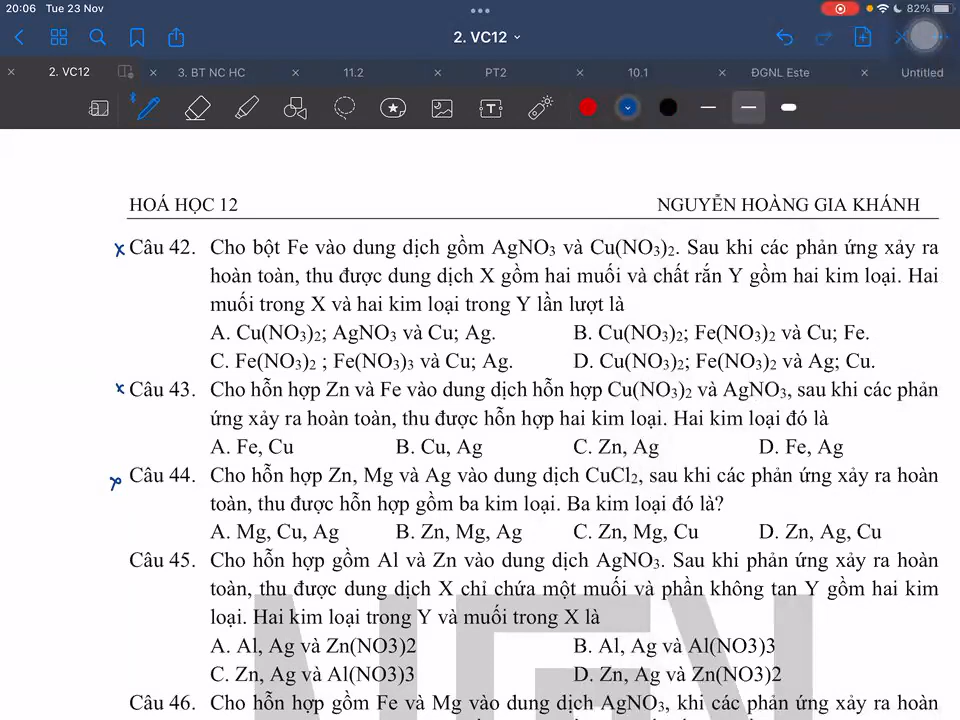 20:06 Tue 23 Nov
82%
2. VC12
2. VC12
3. BT NC HC
11.2
PT2
10.1
ĐGNL Este
Untitled
HOÁ HỌC 12 NGUYỄN HOÀNG GIA KHÁNH
x Câu 42. Cho bột Fe vào dung dịch gồm AgNO₃ và Cu(NO₃)₂. Sau khi các phản ứng xảy ra
hoàn toàn, thu được dung dịch X gồm hai muối và chất rắn Y gồm hai kim loại. Hai
muối trong X và hai kim loại trong Y lần lượt là
A. Cu(NO₃)₂; AgNO₃ và Cu; Ag. B. Cu(NO₃)₂; Fe(NO₃)₂ và Cu; Fe.
C. Fe(NO₃)₂ ; Fe(NO₃)₃ và Cu; Ag. D. Cu(NO₃)₂; Fe(NO₃)₂ và Ag; Cu.
x Câu 43. Cho hỗn hợp Zn và Fe vào dung dịch hỗn hợp Cu(NO₃)₂ và AgNO₃, sau khi các phản
ứng xảy ra hoàn toàn, thu được hỗn hợp hai kim loại. Hai kim loại đó là
A. Fe, Cu B. Cu, Ag C. Zn, Ag D. Fe, Ag
x Câu 44. Cho hỗn hợp Zn, Mg và Ag vào dung dịch CuCl₂, sau khi các phản ứng xảy ra hoàn
toàn, thu được hỗn hợp gồm ba kim loại. Ba kim loại đó là?
A. Mg, Cu, Ag B. Zn, Mg, Ag C. Zn, Mg, Cu D. Zn, Ag, Cu
Câu 45. Cho hỗn hợp gồm Al và Zn vào dung dịch AgNO₃. Sau khi phản ứng xảy ra hoàn
toàn, thu được dung dịch X chỉ chứa một muối và phần không tan Y gồm hai kim
loại. Hai kim loại trong Y và muối trong X là
A. Al, Ag và Zn(NO3)2 B. Al, Ag và Al(NO3)3
C. Zn, Ag và Al(NO3)3 D. Zn, Ag và Zn(NO3)2
Câu 46. Cho hỗn hợp gồm Fe và Mg vào dung dịch AgNO₃, khi các phản ứng xảy ra hoàn